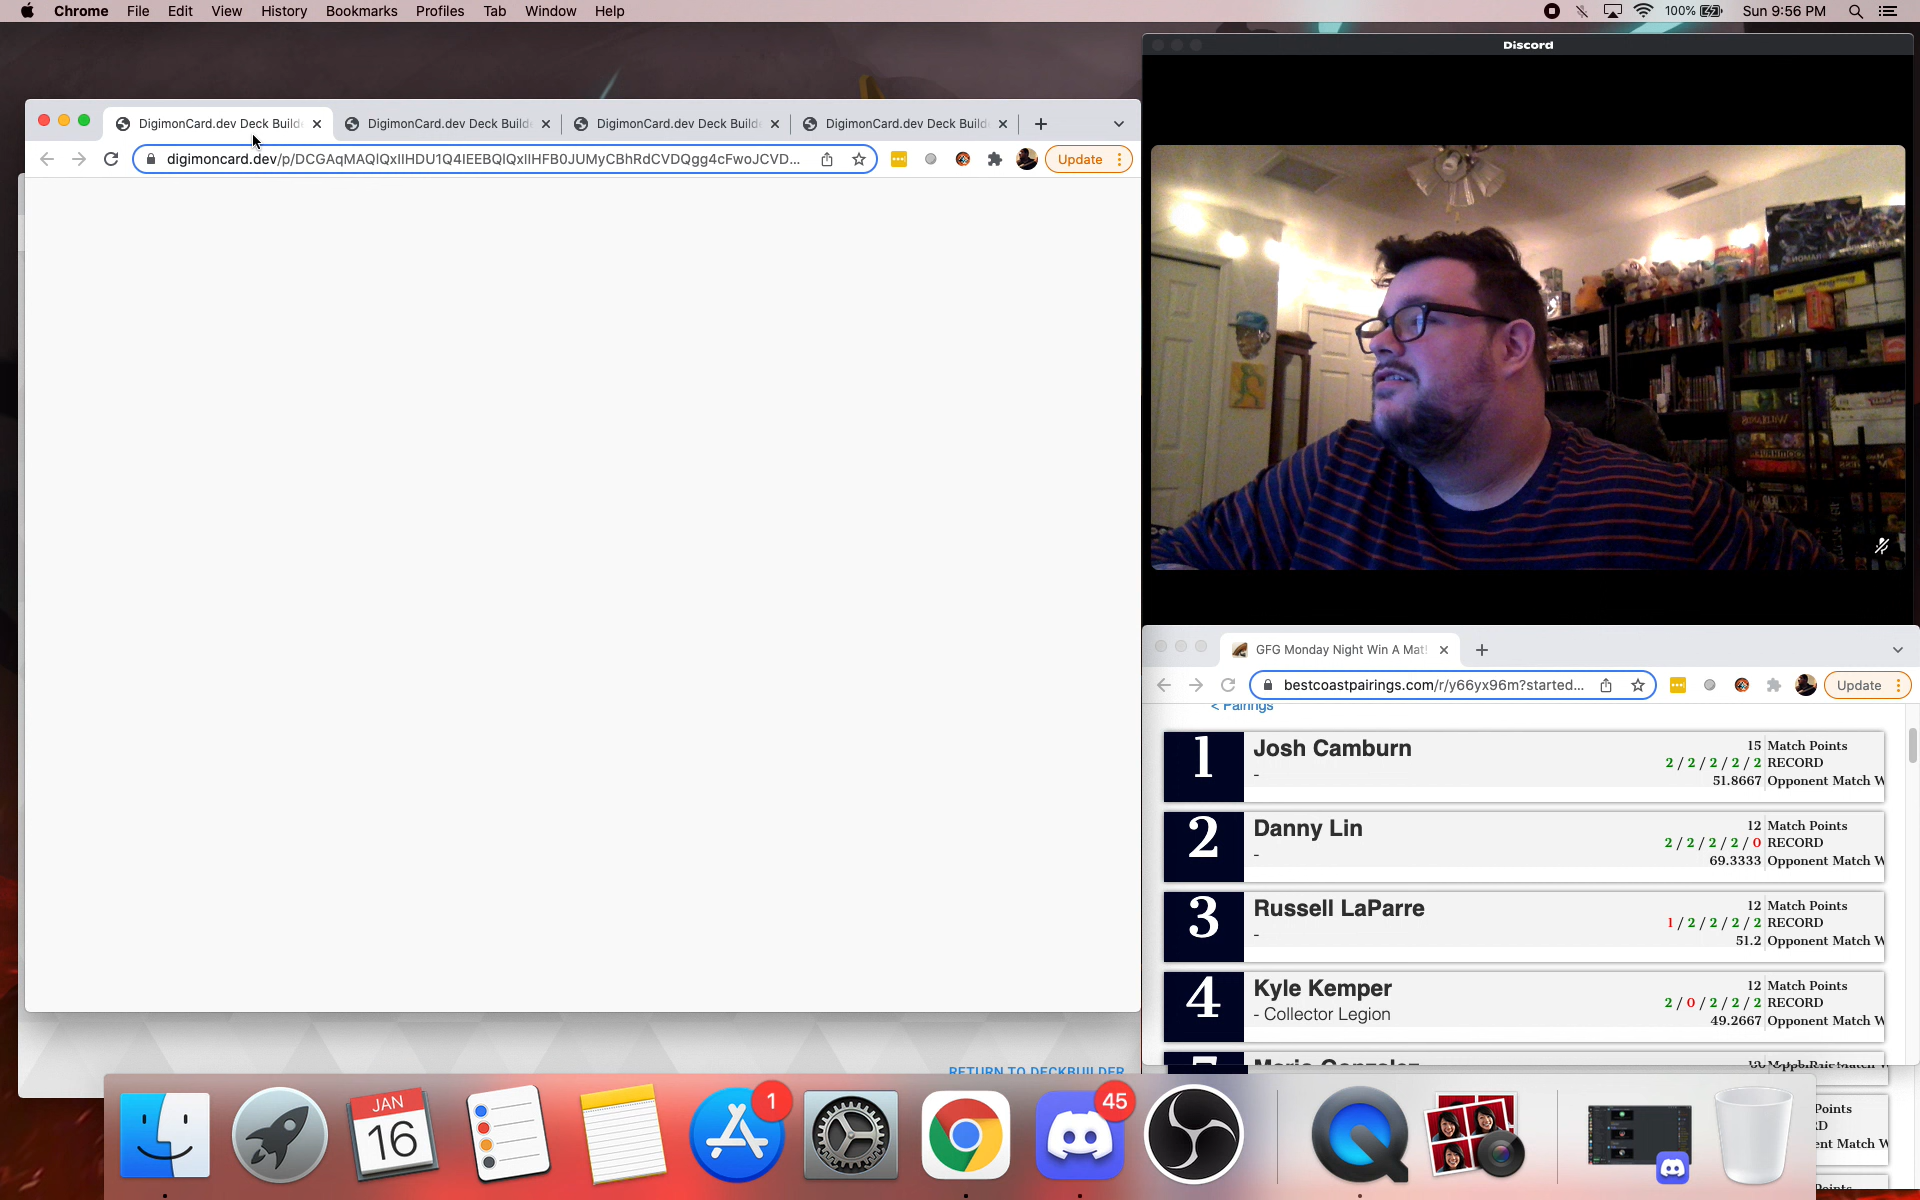 Chrome File Edit View History Bookmarks Profiles Tab Window Help
100% Sun 9:56 PM
Discord
DigimonCard.dev Deck Build
DigimonCard.dev Deck Build
DigimonCard.dev Deck Build
DigimonCard.dev Deck Build
digimoncard.dev/p/DCGAqMAQIQxIIHDU1Q4IEEBQIQxIIHFB0JUMyCBhRdCVDQgg4cFwoJCVD...
Update
GFG Monday Night Win A Mat
bestcoastpairings.com/r/y66yx96m?started...
Update
< Pairings
1
Josh Camburn
-
15 Match Points
2 / 2 / 2 / 2 / 2 RECORD
51.8667 Opponent Match W
2
Danny Lin
-
12 Match Points
2 / 2 / 2 / 2 / 0 RECORD
69.3333 Opponent Match W
3
Russell LaParre
-
12 Match Points
1 / 2 / 2 / 2 / 2 RECORD
51.2 Opponent Match W
4
Kyle Kemper
- Collector Legion
12 Match Points
2 / 0 / 2 / 2 / 2 RECORD
49.2667 Opponent Match W
RETURN TO DECKBUILDER
JAN
16
1
45